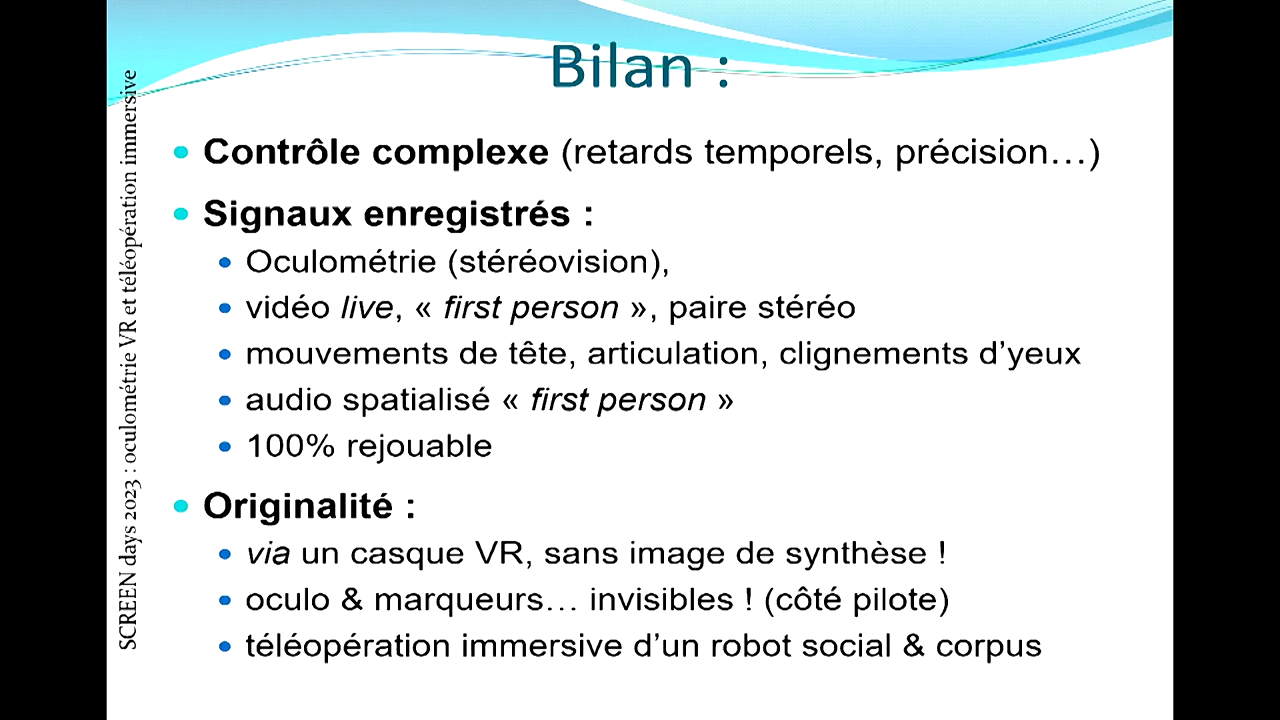 Bilan :
SCREEN days 2023 : oculométrie VR et téléopération immersive
Contrôle complexe (retards temporels, précision…)
Signaux enregistrés :
Oculométrie (stéréovision),
vidéo live, « first person », paire stéréo
mouvements de tête, articulation, clignements d’yeux
audio spatialisé « first person »
100% rejouable
Originalité :
via un casque VR, sans image de synthèse !
oculo & marqueurs… invisibles ! (côté pilote)
téléopération immersive d’un robot social & corpus